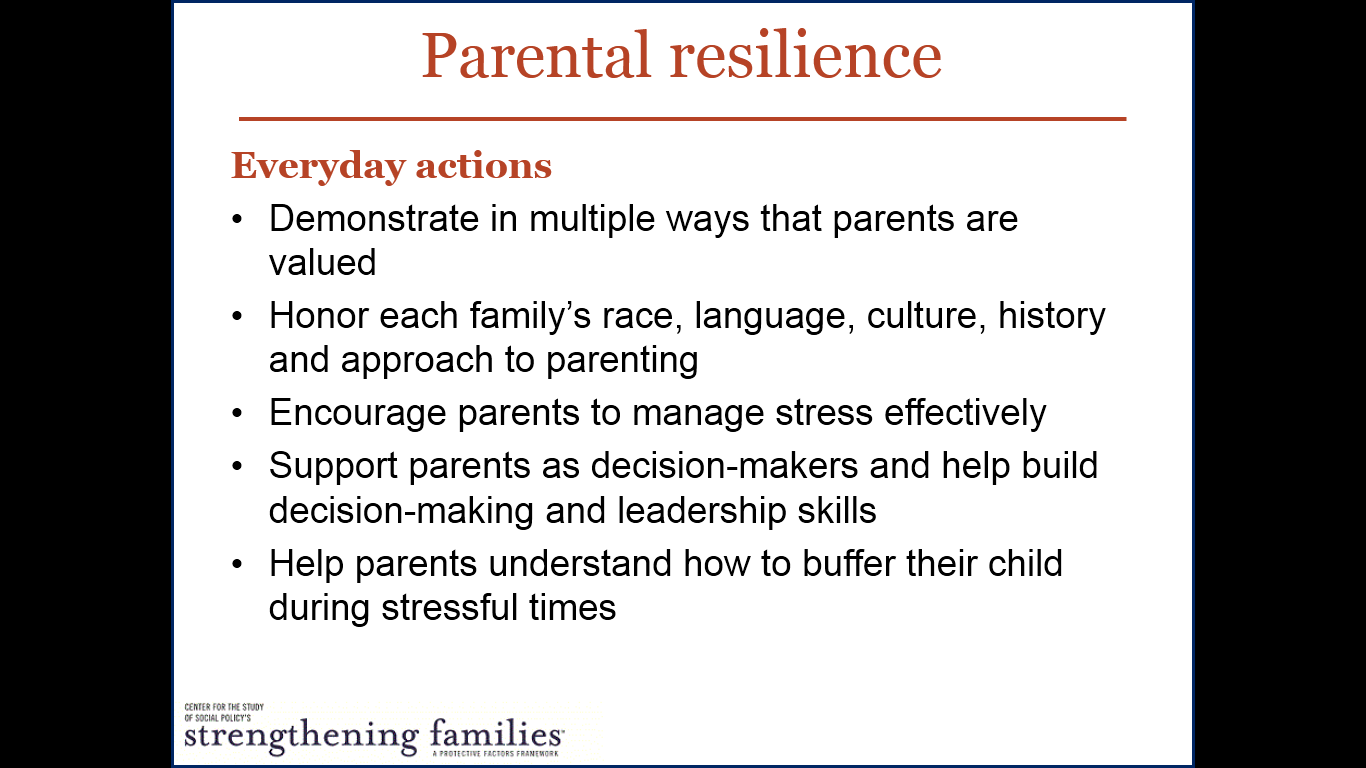 Parental resilience
Everyday actions
• Demonstrate in multiple ways that parents are
valued
• Honor each family’s race, language, culture, history
and approach to parenting
• Encourage parents to manage stress effectively
• Support parents as decision-makers and help build
decision-making and leadership skills
• Help parents understand how to buffer their child
during stressful times
CENTER FOR THE STUDY
OF SOCIAL POLICY'S
strengthening families™
A PROTECTIVE FACTORS FRAMEWORK